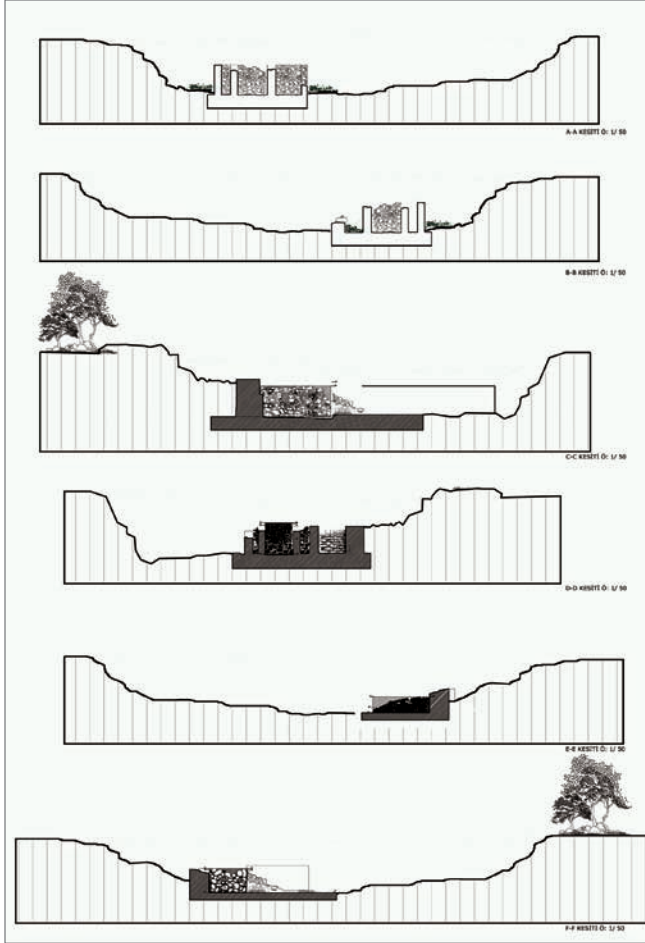 A-A KESİTİ Ö: 1/ 50
B-B KESİTİ Ö: 1/ 50
C-C KESİTİ Ö: 1/ 50
D-D KESİTİ Ö: 1/ 50
E-E KESİTİ Ö: 1/ 50
F-F KESİTİ Ö: 1/ 50